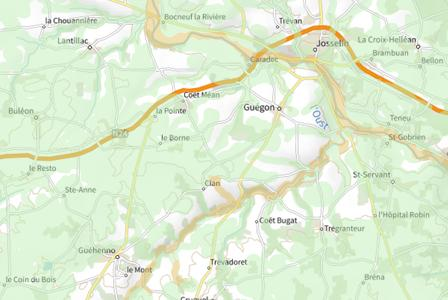 Bocneuf la Rivière
la Chouannière
Trévan
Lantillac
Josselin
La Croix-Helléan
Brambuan
Caradec
Bellon
Coët Méan
Guégon
la Pointe
Buléon
l'Oust
Teneu
le Borne
St-Gobrien
le Resto
St-Servant
Clan
Ste-Anne
l'Hôpital Robin
Coët Bugat
Trégranteur
Guéhenno
Trevadoret
le Mont
le Coin du Bois
Bréna
Cruguel